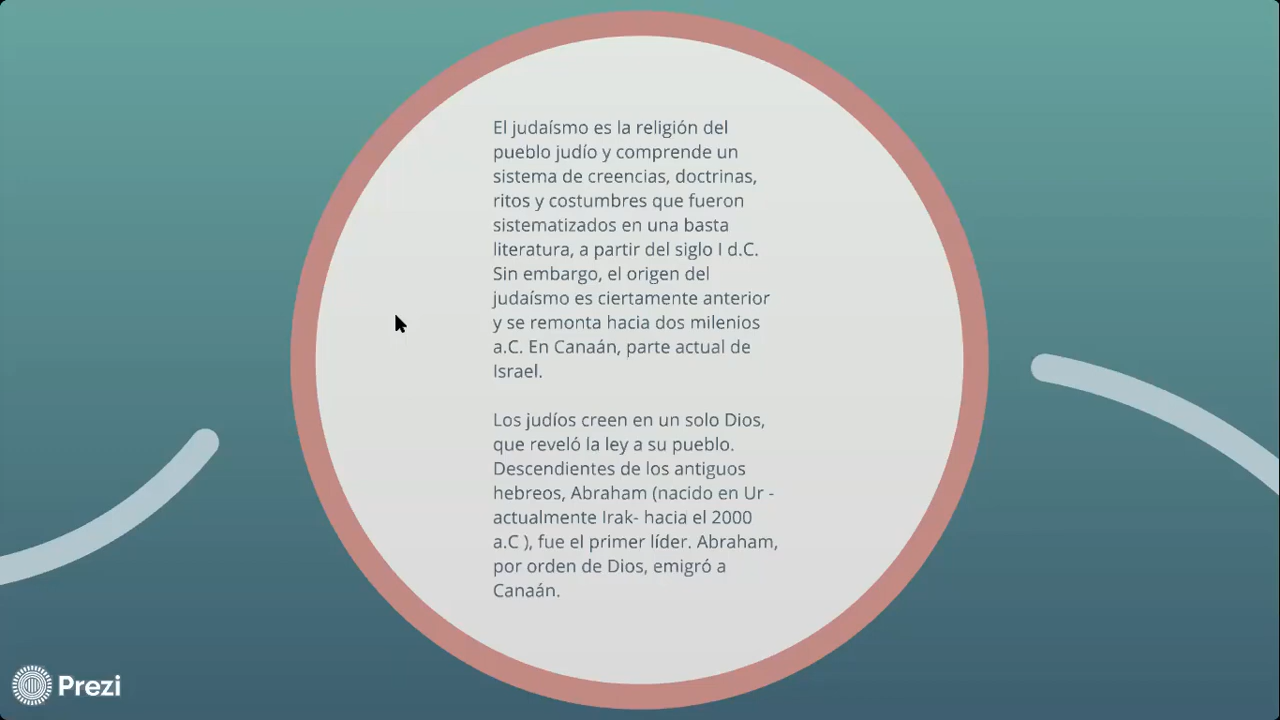 El judaísmo es la religión del
pueblo judío y comprende un
sistema de creencias, doctrinas,
ritos y costumbres que fueron
sistematizados en una basta
literatura, a partir del siglo I d.C.
Sin embargo, el origen del
judaísmo es ciertamente anterior
y se remonta hacia dos milenios
a.C. En Canaán, parte actual de
Israel.
Los judíos creen en un solo Dios,
que reveló la ley a su pueblo.
Descendientes de los antiguos
hebreos, Abraham (nacido en Ur -
actualmente Irak- hacia el 2000
a.C ), fue el primer líder. Abraham,
por orden de Dios, emigró a
Canaán.
Prezi